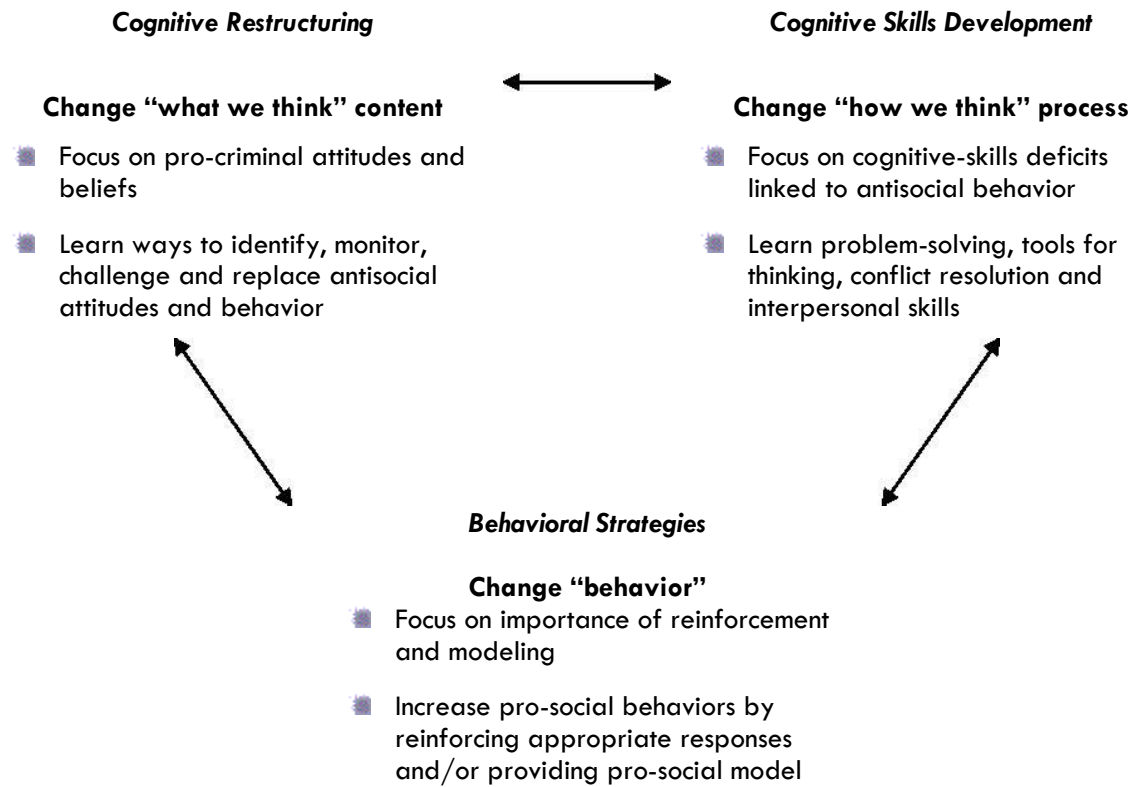 Cognitive Restructuring
Change “what we think” content
Focus on pro-criminal attitudes and
beliefs
Learn ways to identify, monitor,
challenge and replace antisocial
attitudes and behavior
Cognitive Skills Development
Change “how we think” process
Focus on cognitive-skills deficits
linked to antisocial behavior
Learn problem-solving, tools for
thinking, conflict resolution and
interpersonal skills
Behavioral Strategies
Change “behavior”
Focus on importance of reinforcement
and modeling
Increase pro-social behaviors by
reinforcing appropriate responses
and/or providing pro-social model